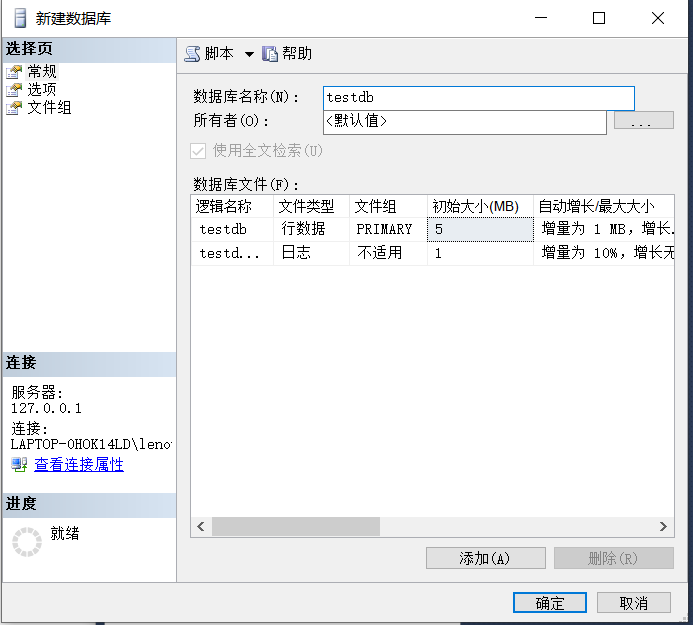 新建数据库
选择页
常规
选项
文件组
脚本 帮助
数据库名称(N): testdb
所有者(O): <默认值> ...
使用全文检索(U)
数据库文件(F):
逻辑名称 文件类型 文件组 初始大小(MB) 自动增长/最大大小
testdb 行数据 PRIMARY 5 增量为 1 MB，增长.
testd... 日志 不适用 1 增量为 10%，增长无
连接
服务器:
127.0.0.1
连接:
LAPTOP-0HOK14LD\leno
查看连接属性
进度
就绪
添加(A) 删除(R)
确定 取消